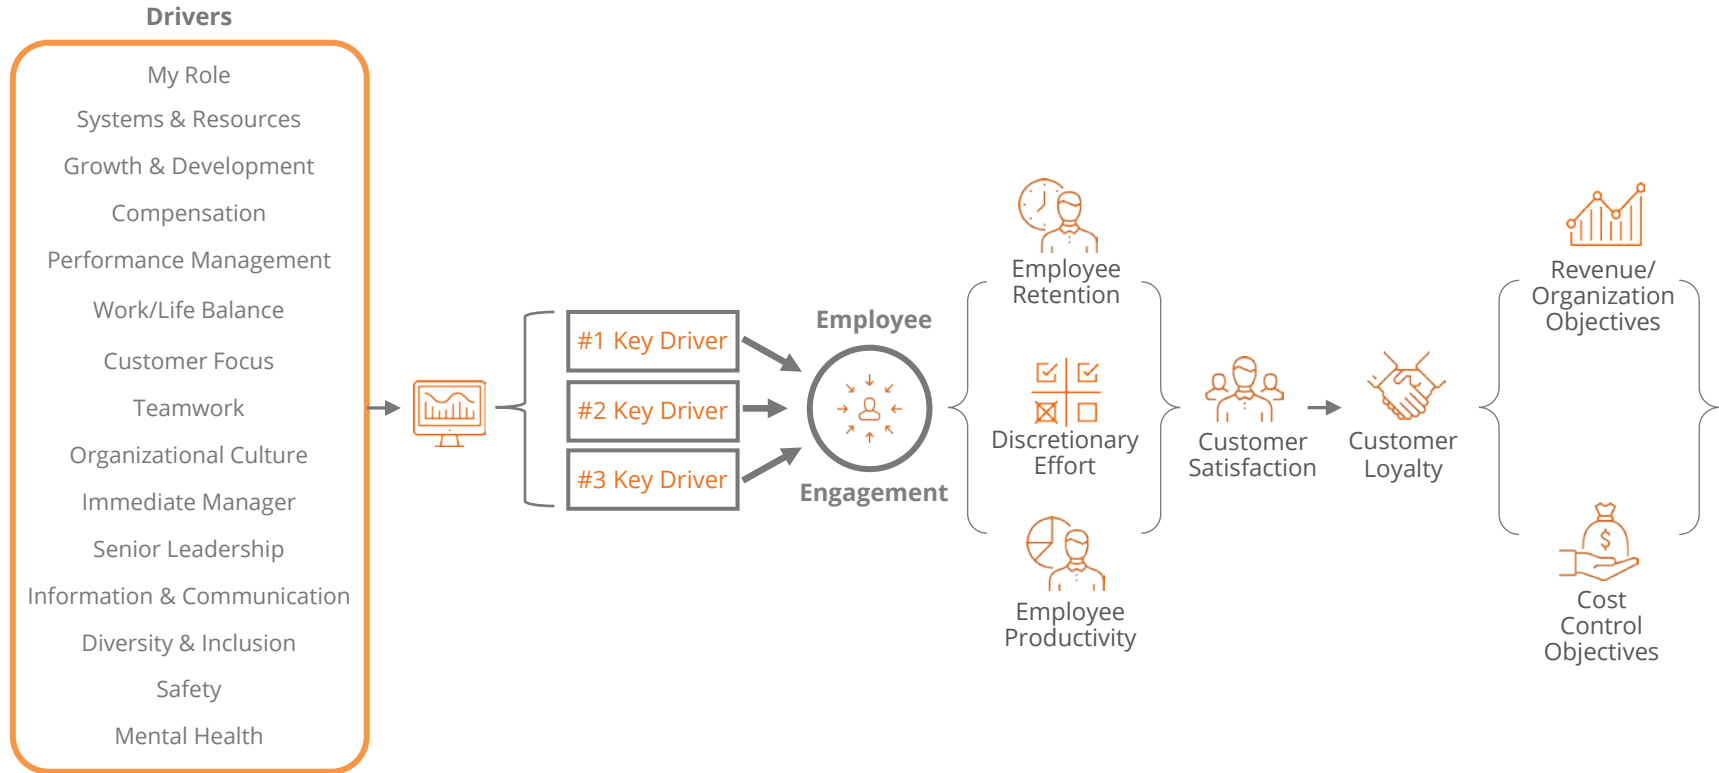 Drivers
My Role
Systems & Resources
Growth & Development
Compensation
Performance Management
Work/Life Balance
Customer Focus
Teamwork
Organizational Culture
Immediate Manager
Senior Leadership
Information & Communication
Diversity & Inclusion
Safety
Mental Health
#1 Key Driver
#2 Key Driver
#3 Key Driver
Employee
Engagement
Employee
Retention
Discretionary
Effort
Employee
Productivity
Customer
Satisfaction
Customer
Loyalty
Revenue/
Organization
Objectives
$
Cost
Control
Objectives